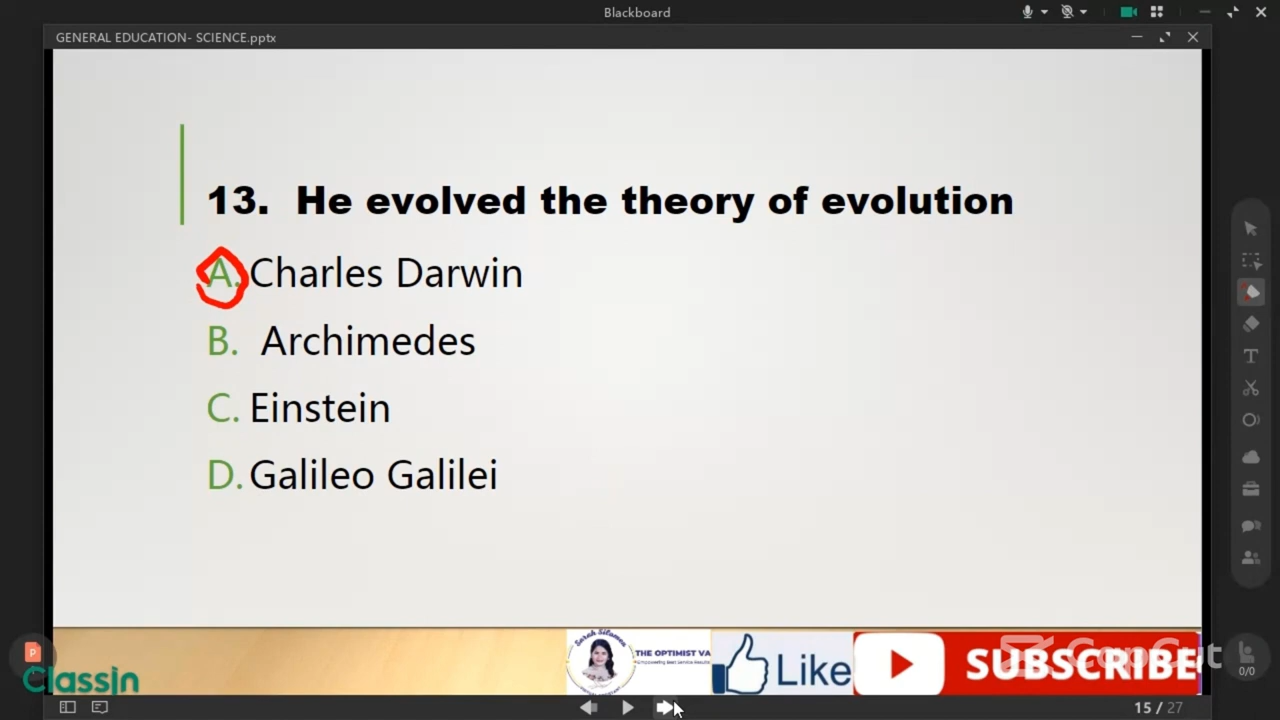 Blackboard
GENERAL EDUCATION- SCIENCE.pptx
13. He evolved the theory of evolution
A. Charles Darwin
B. Archimedes
C. Einstein
D. Galileo Galilei
THE OPTIMIST VA
Like
SUBSCRIBE
CapCut
ClassIn
0/0
15 / 27